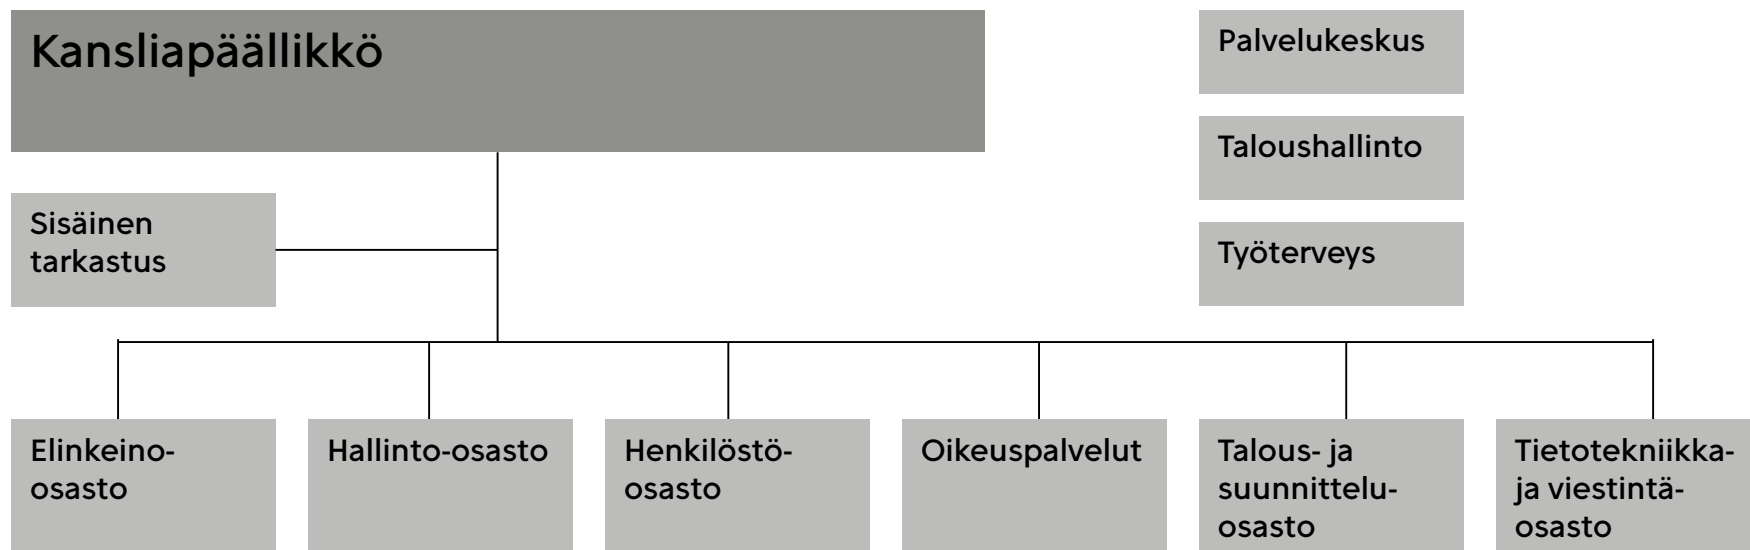 Kansliapäällikkö
Palvelukeskus
Taloushallinto
Työterveys
Sisäinen
tarkastus
Elinkeino-
osasto
Hallinto-osasto
Henkilöstö-
osasto
Oikeuspalvelut
Talous- ja
suunnittelu-
osasto
Tietotekniikka-
ja viestintä-
osasto